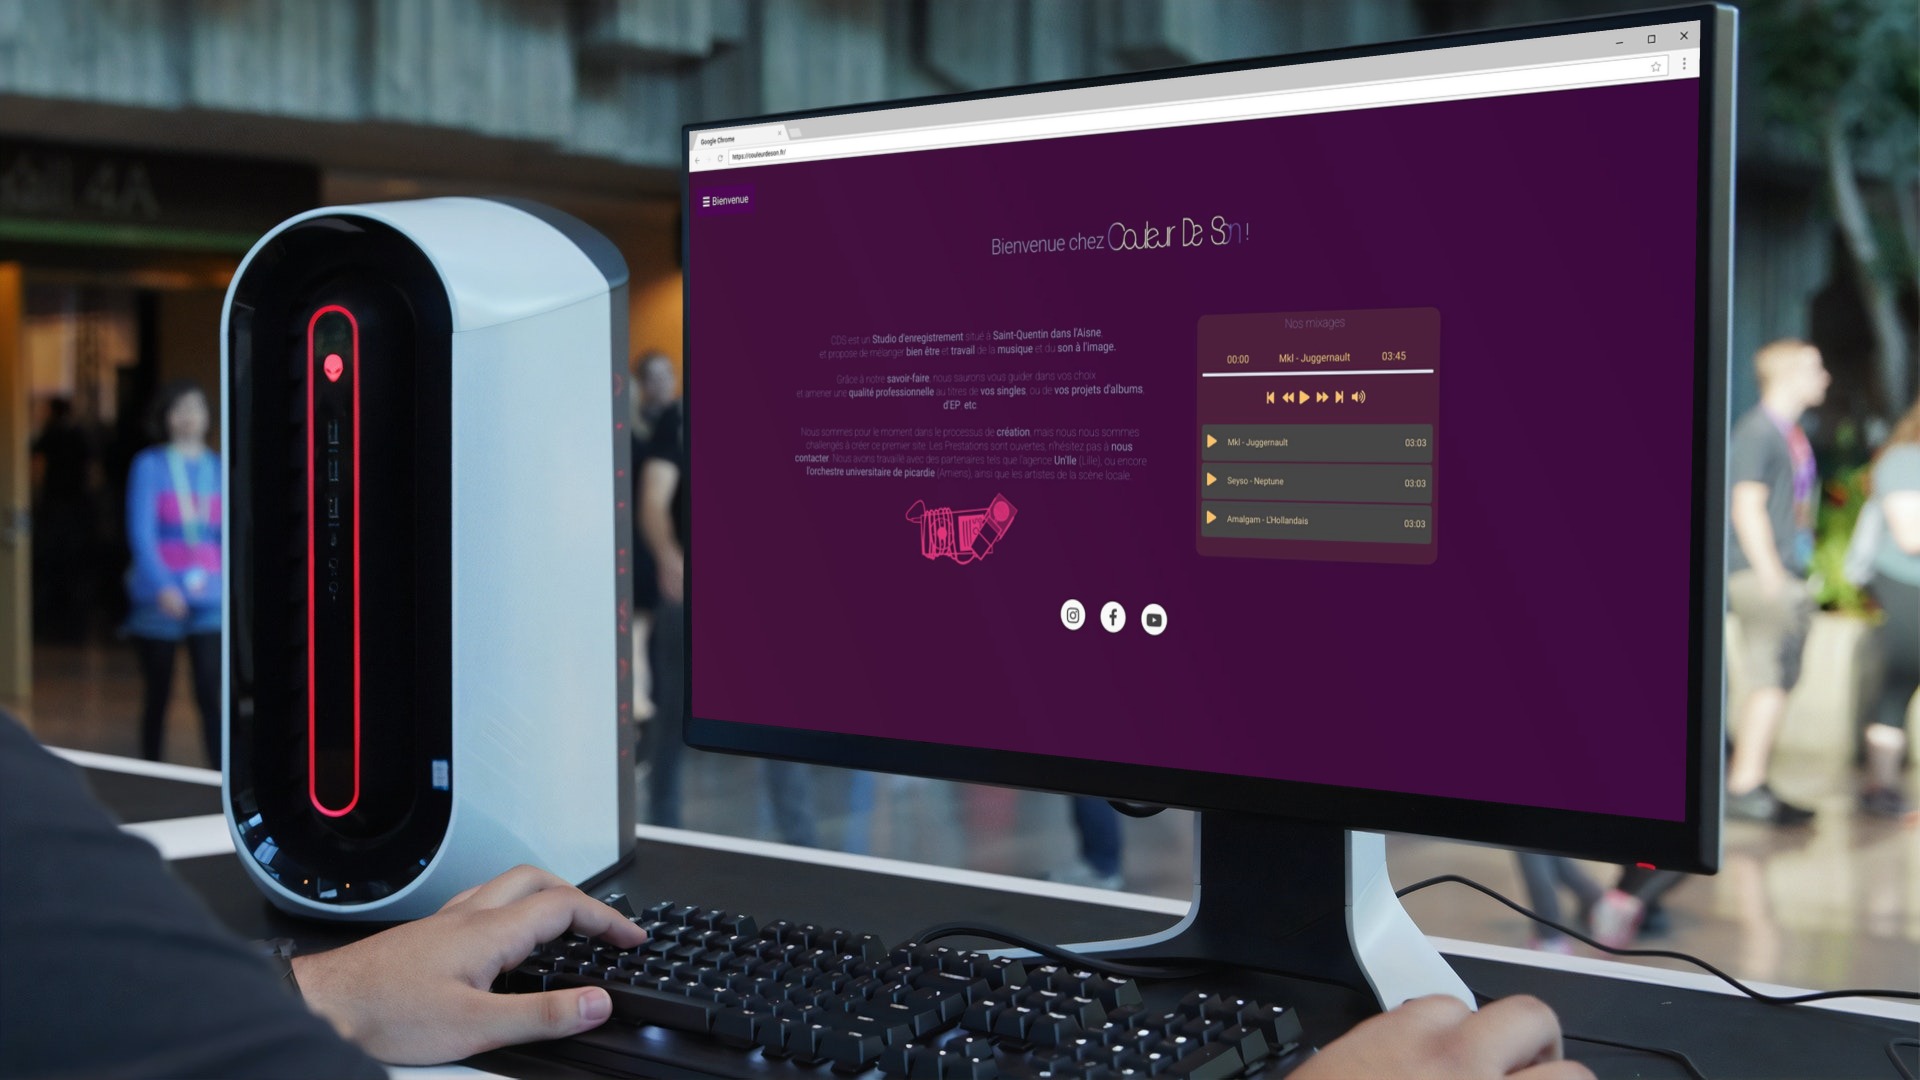 4A
Google Chrome
https://couleurdeson.fr/
Bienvenue
Bienvenue chez Couleur De Son !
CDS est un Studio d'enregistrement situé à Saint-Quentin dans l'Aisne,
et propose de mélanger bien être et travail de la musique et du son à l'image.
Grâce à notre savoir-faire, nous saurons vous guider dans vos choix
et amener une qualité professionnelle au titres de vos singles, ou de vos projets d'albums,
d'EP, etc.
Nous sommes pour le moment dans le processus de création, mais nous nous sommes
challengés à créer ce premier site. Les Prestations sont ouvertes, n'hésitez pas à nous
contacter. Nous avons travaillé avec des partenaires tels que l'agence Un'Ile (Lille), ou encore
l'orchestre universitaire de picardie (Amiens), ainsi que les artistes de la scène locale.
Nos mixages
00:00 Mkl - Juggernault 03:45
Mkl - Juggernault 03:03
Seyso - Neptune 03:03
Amalgam - L'Hollandais 03:03